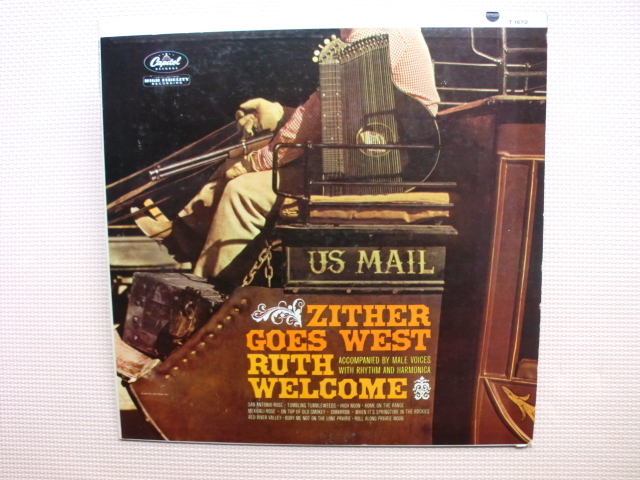 T 1670
Capitol
RECORDS
HIGH FIDELITY
RECORDING
US MAIL
ZITHER
GOES WEST
RUTH
WELCOME
ACCOMPANIED BY MALE VOICES
WITH RHYTHM AND HARMONICA
SAN ANTONIO ROSE · TUMBLING TUMBLEWEEDS · HIGH NOON · HOME ON THE RANGE
MEXICALI ROSE · ON TOP OF OLD SMOKEY · CIMARRON · WHEN IT'S SPRINGTIME IN THE ROCKIES
RED RIVER VALLEY · BURY ME NOT ON THE LONE PRAIRIE · ROLL ALONG PRAIRIE MOON